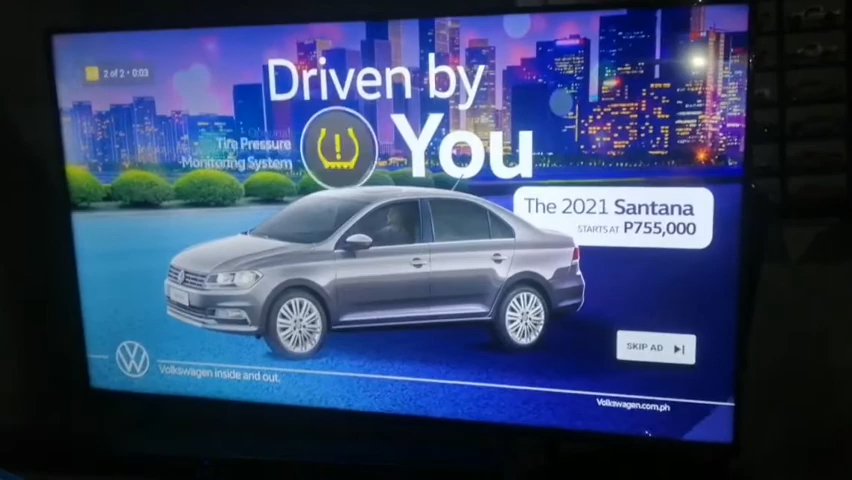 2 of 2 • 0:03
Driven by
You
Optional
Tire Pressure
Monitoring System
The 2021 Santana
STARTS AT P755,000
SKIP AD
Volkswagen inside and out.
Volkswagen.com.ph